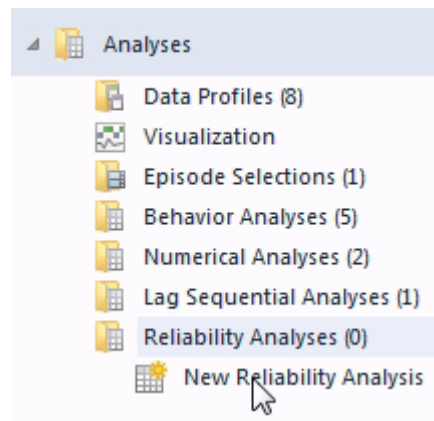 Analyses
Data Profiles (8)
Visualization
Episode Selections (1)
Behavior Analyses (5)
Numerical Analyses (2)
Lag Sequential Analyses (1)
Reliability Analyses (0)
New Reliability Analysis